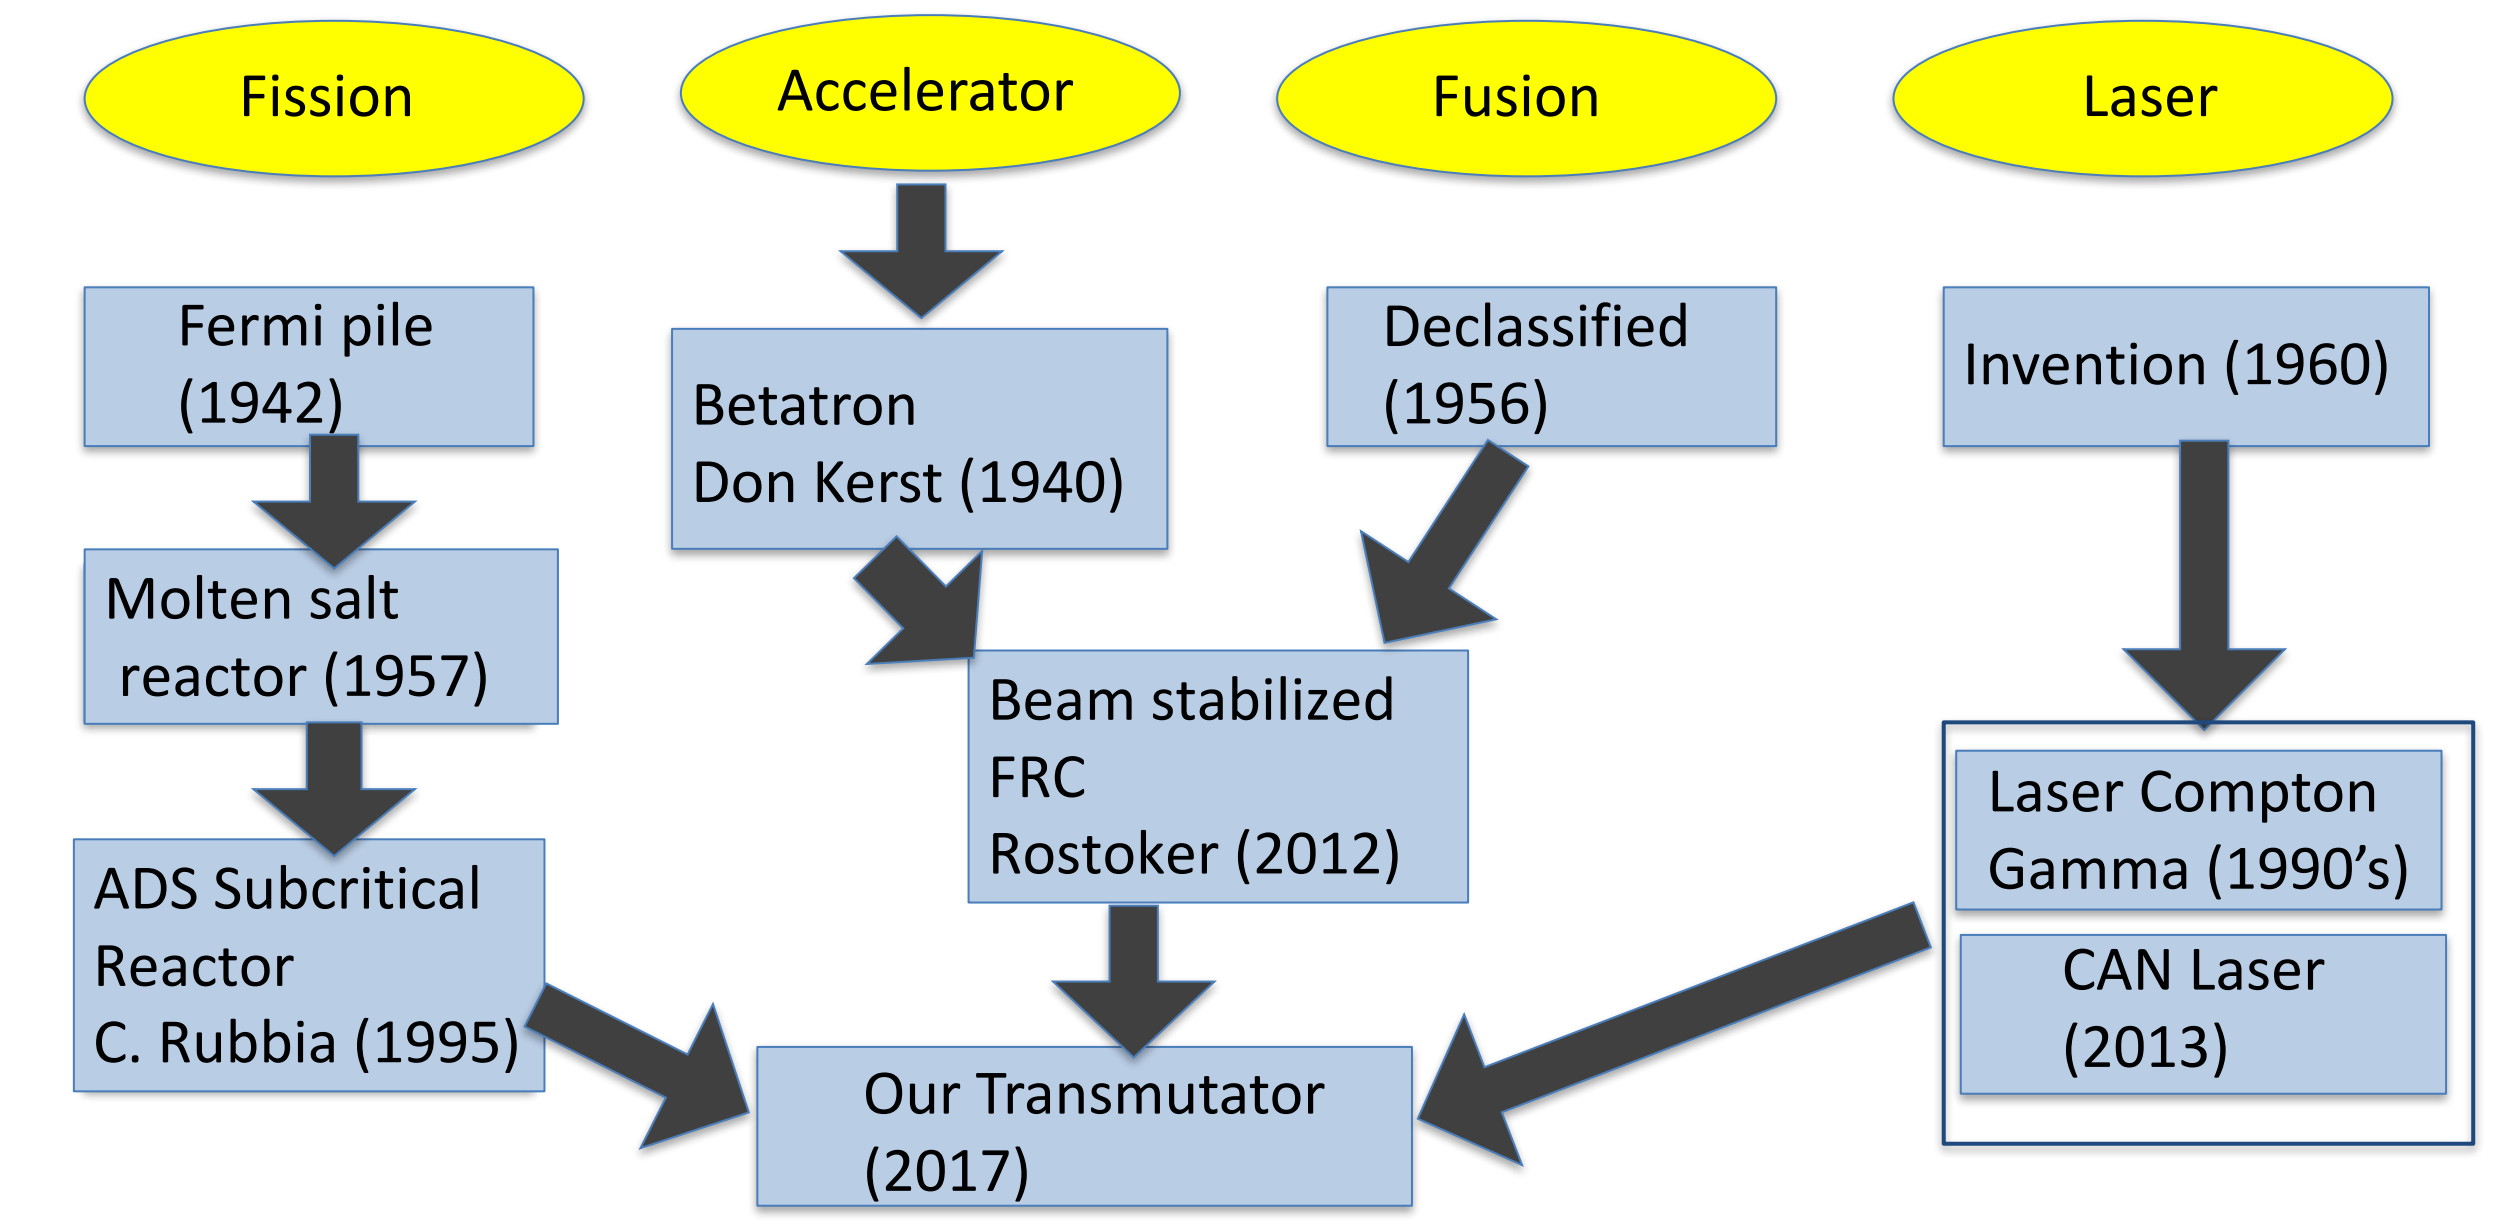 Fission
Accelerator
Fusion
Laser
Fermi pile
(1942)
Betatron
Don Kerst (1940)
Declassified
(1956)
Invention (1960)
Molten salt
reactor (1957)
Beam stabilized
FRC
Rostoker (2012)
Laser Compton
Gamma (1990’s)
ADS Subcritical
Reactor
C. Rubbia (1995)
CAN Laser
(2013)
Our Transmutator
(2017)